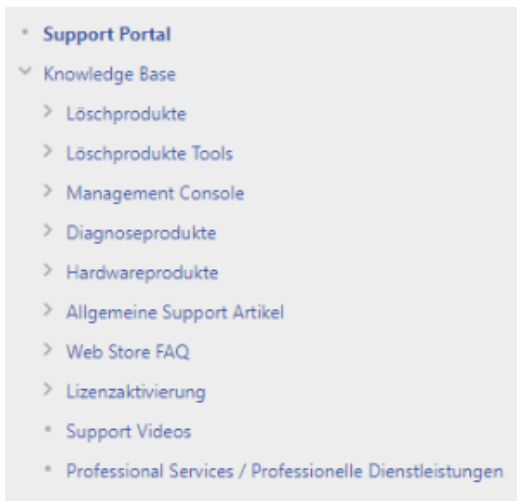 Support Portal
Knowledge Base
Löschprodukte
Löschprodukte Tools
Management Console
Diagnoseprodukte
Hardwareprodukte
Allgemeine Support Artikel
Web Store FAQ
Lizenzaktivierung
Support Videos
Professional Services / Professionelle Dienstleistungen